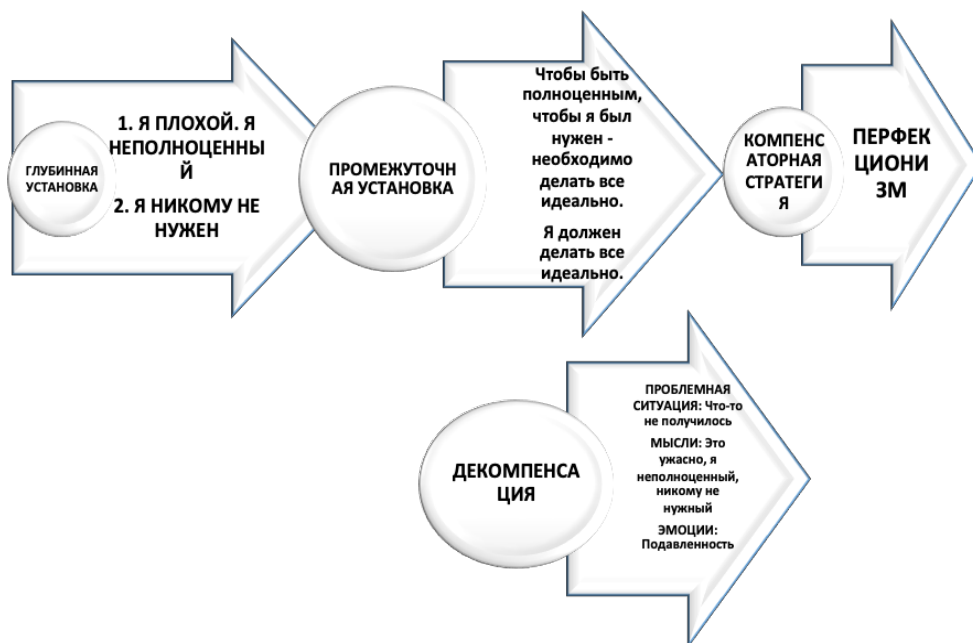 ГЛУБИННАЯ
УСТАНОВКА
1. Я ПЛОХОЙ. Я
НЕПОЛНОЦЕННЫ
Й
2. Я НИКОМУ НЕ
НУЖЕН
ПРОМЕЖУТОЧН
АЯ УСТАНОВКА
Чтобы быть
полноценным,
чтобы я был
нужен -
необходимо
делать все
идеально.
Я должен
делать все
идеально.
КОМПЕНС
АТОРНАЯ
СТРАТЕГИ
Я
ПЕРФЕК
ЦИОНИ
ЗМ
ДЕКОМПЕНСА
ЦИЯ
ПРОБЛЕМНАЯ
СИТУАЦИЯ: Что-то
не получилось
МЫСЛИ: Это
ужасно, я
неполноценный,
никому не
нужный
ЭМОЦИИ:
Подавленность